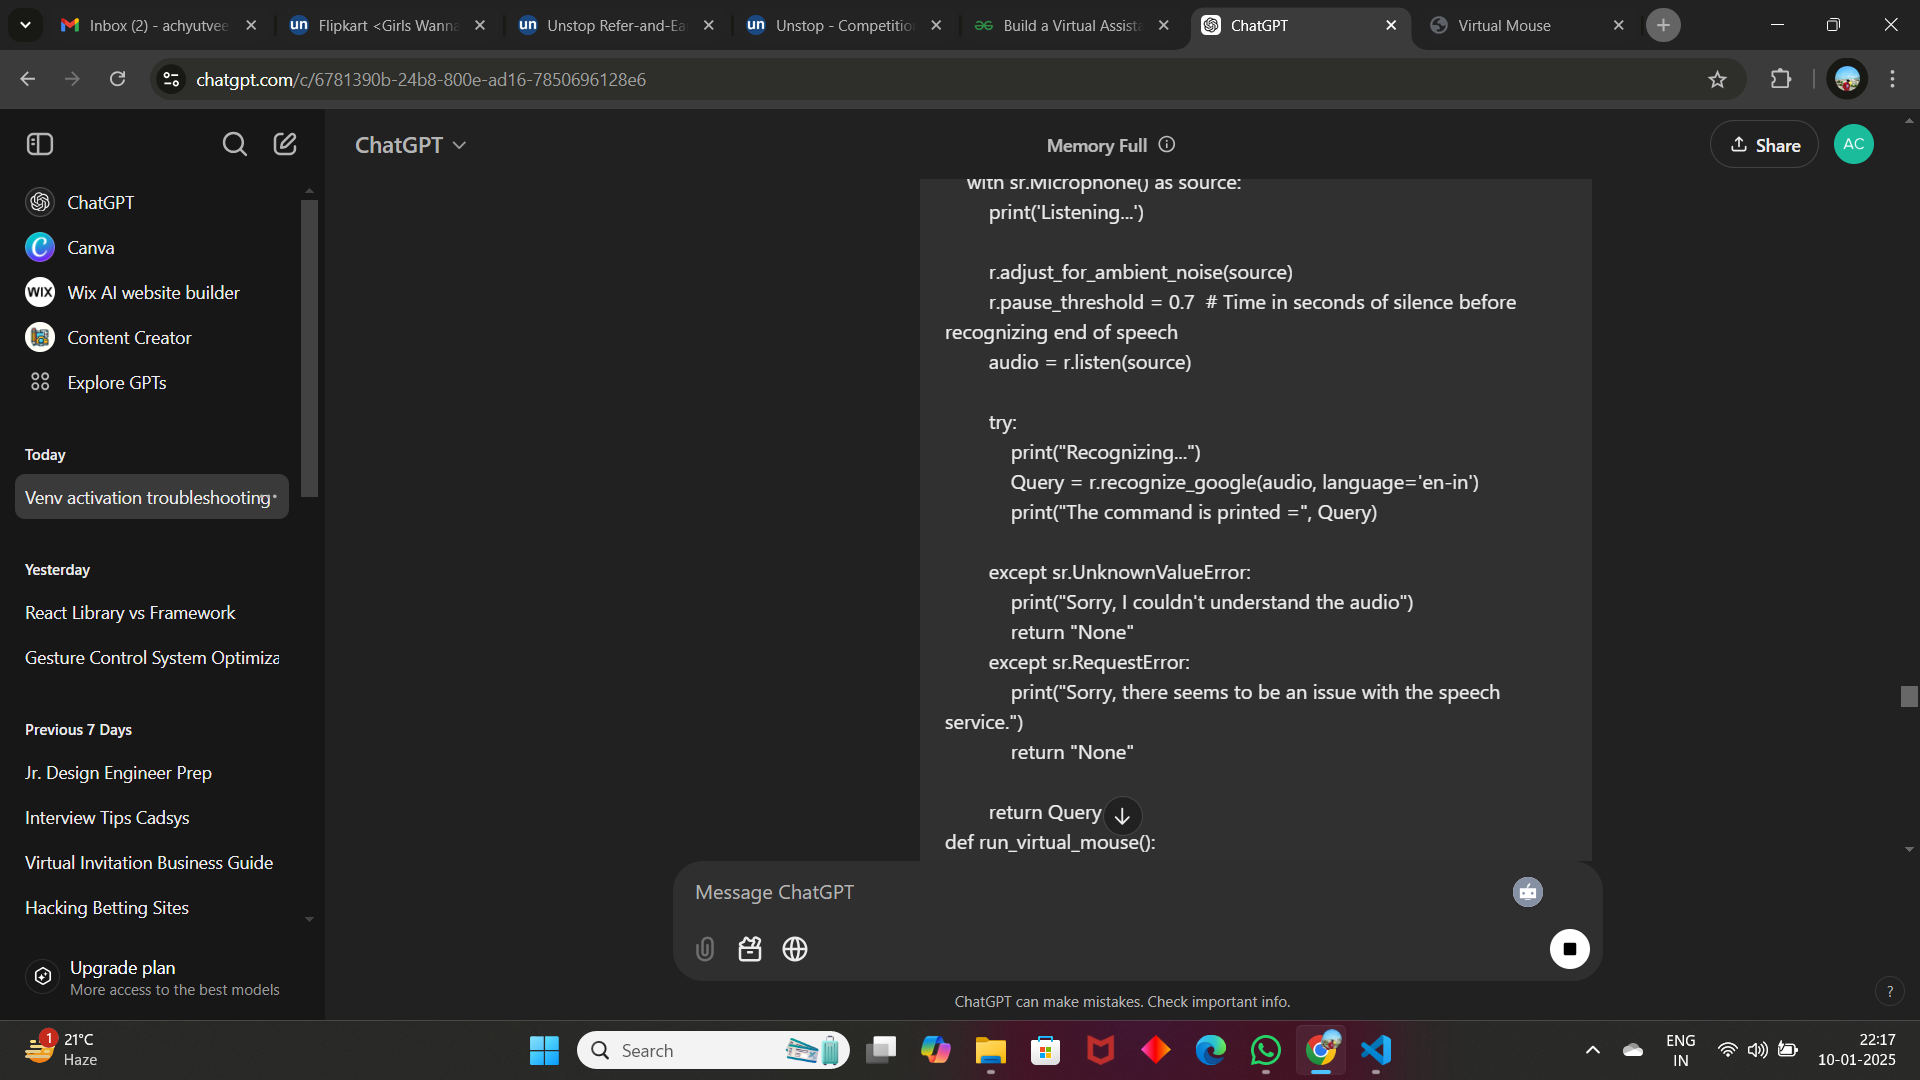 Inbox (2) - achyutvee
Flipkart <Girls Wanna
Unstop Refer-and-Ea
Unstop - Competition
Build a Virtual Assista
ChatGPT
Virtual Mouse
chatgpt.com/c/6781390b-24b8-800e-ad16-7850696128e6
ChatGPT
Memory Full
Share
AC
ChatGPT
Canva
WIX Wix AI website builder
Content Creator
Explore GPTs
Today
Venv activation troubleshooting
Yesterday
React Library vs Framework
Gesture Control System Optimiza
Previous 7 Days
Jr. Design Engineer Prep
Interview Tips Cadsys
Virtual Invitation Business Guide
Hacking Betting Sites
Upgrade plan
More access to the best models
with sr.Microphone() as source:
print('Listening...')
r.adjust_for_ambient_noise(source)
r.pause_threshold = 0.7 # Time in seconds of silence before
recognizing end of speech
audio = r.listen(source)
try:
print("Recognizing...")
Query = r.recognize_google(audio, language='en-in')
print("The command is printed =", Query)
except sr.UnknownValueError:
print("Sorry, I couldn't understand the audio")
return "None"
except sr.RequestError:
print("Sorry, there seems to be an issue with the speech
service.")
return "None"
return Query
def run_virtual_mouse():
Message ChatGPT
ChatGPT can make mistakes. Check important info.
?
1
21°C
Haze
Search
ENG
IN
22:17
10-01-2025